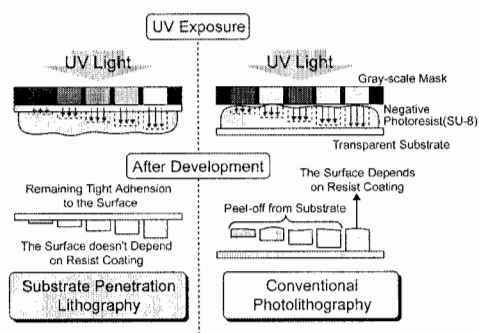 UV Exposure
UV Light
UV Light
Gray-scale Mask
Negative
Photoresist(SU-8)
Transparent Substrate
After Development
Remaining Tight Adhension
to the Surface
The Surface doesn't Depend
on Resist Coating
Substrate Penetration
Lithography
The Surface Depends
on Resist Coating
Peel-off from Substrate
Conventional
Photolithography